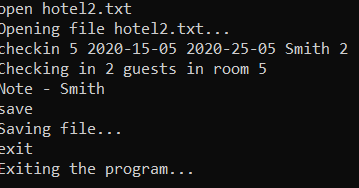 open hotel2.txt
Opening file hotel2.txt...
checkin 5 2020-15-05 2020-25-05 Smith 2
Checking in 2 guests in room 5
Note - Smith
save
Saving file...
exit
Exiting the program...